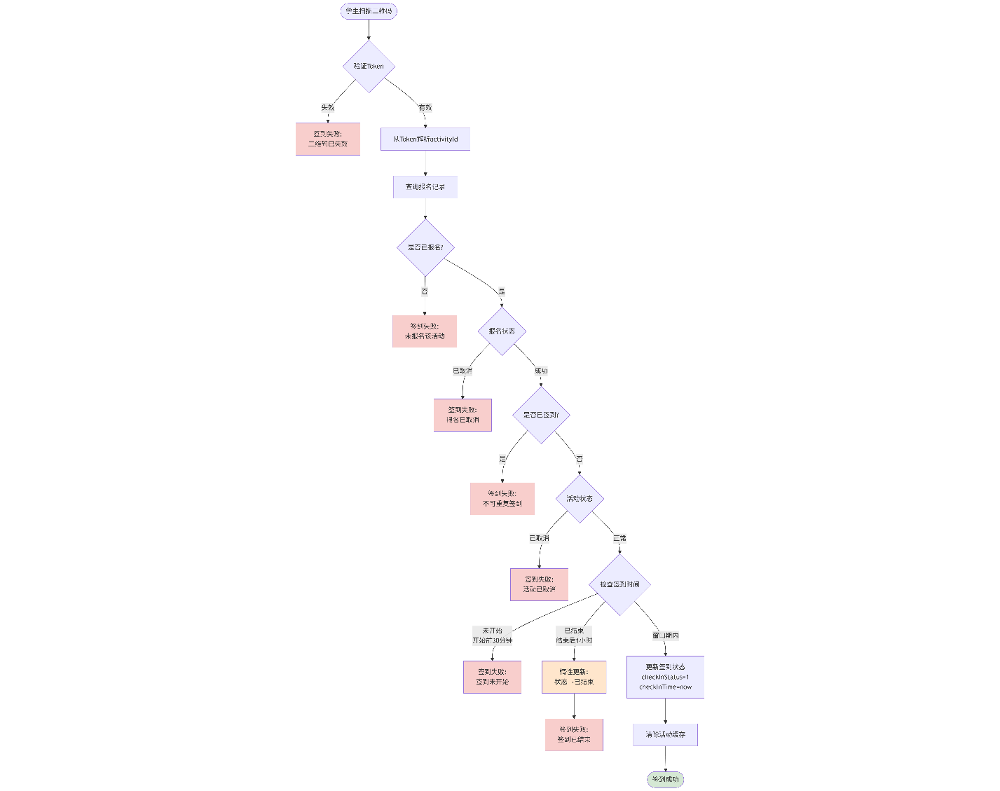 学生扫描二维码
验证Token
失效
有效
签到失败:
二维码已失效
从Token解析activityId
查询报名记录
是否已报名?
否
是
签到失败:
未报名该活动
报名状态
已取消
成功
签到失败:
报名已取消
是否已签到?
是
否
签到失败:
不可重复签到
活动状态
已取消
正常
签到失败:
活动已取消
检查签到时间
未开始
开始前30分钟
已结束
结束后1小时
窗口期内
签到失败:
签到未开始
惰性更新:
状态→已结束
更新签到状态
checkInStatus=1
checkInTime=now
签到失败:
签到已结束
清除活动缓存
签到成功